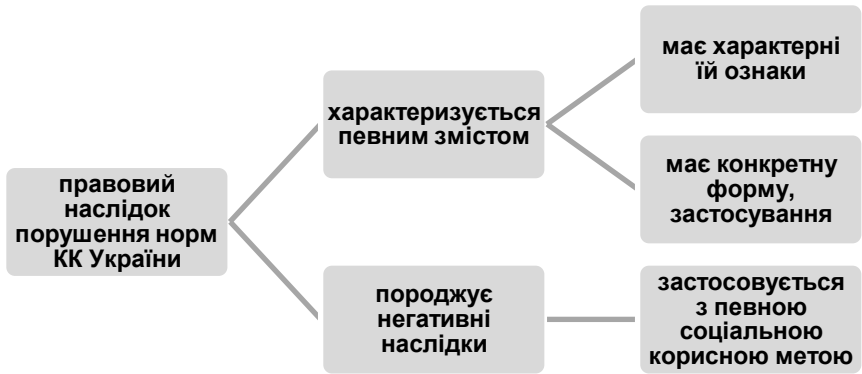 правовий
наслідок
порушення норм
КК України
характеризується
певним змістом
має характерні
їй ознаки
має конкретну
форму,
застосування
породжує
негативні
наслідки
застосовується
з певною
соціальною
корисною метою